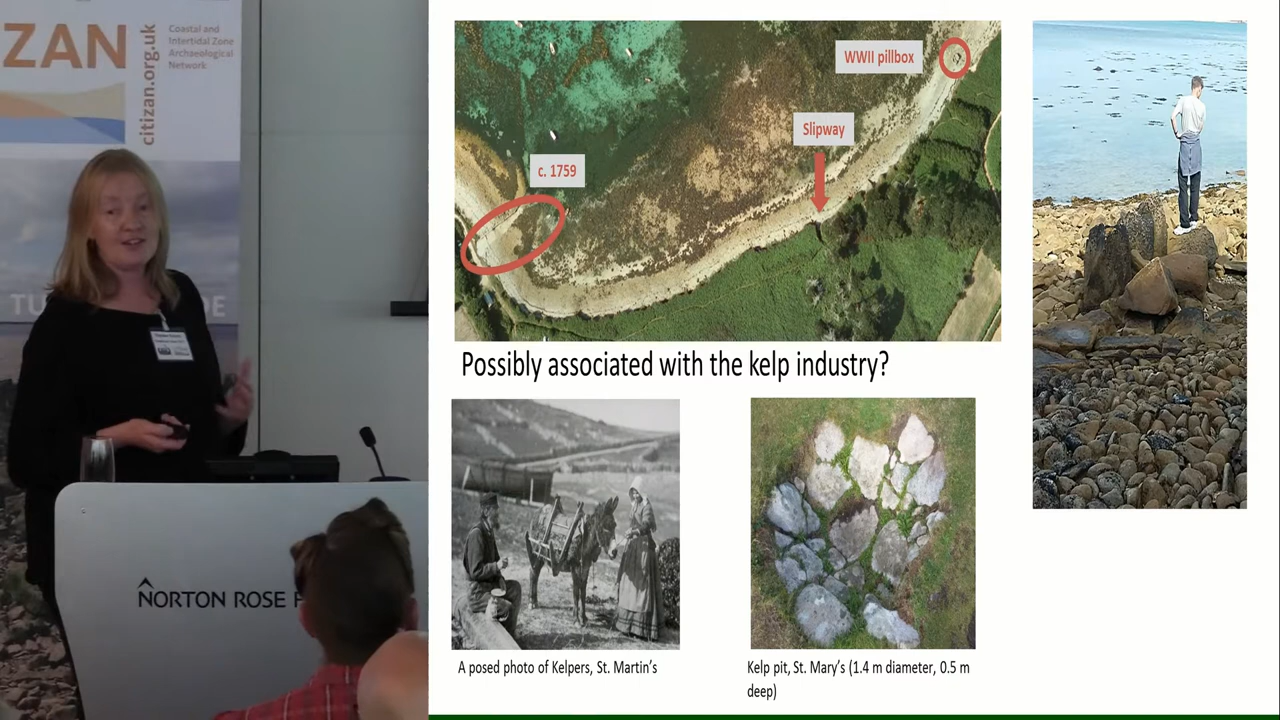 ZAN
citizan.org.uk
Coastal and
Intertidal Zone
Archaeological
Network
TU
DE
NORTON ROSE F
WWII pillbox
Slipway
c. 1759
Possibly associated with the kelp industry?
A posed photo of Kelpers, St. Martin's
Kelp pit, St. Mary's (1.4 m diameter, 0.5 m
deep)